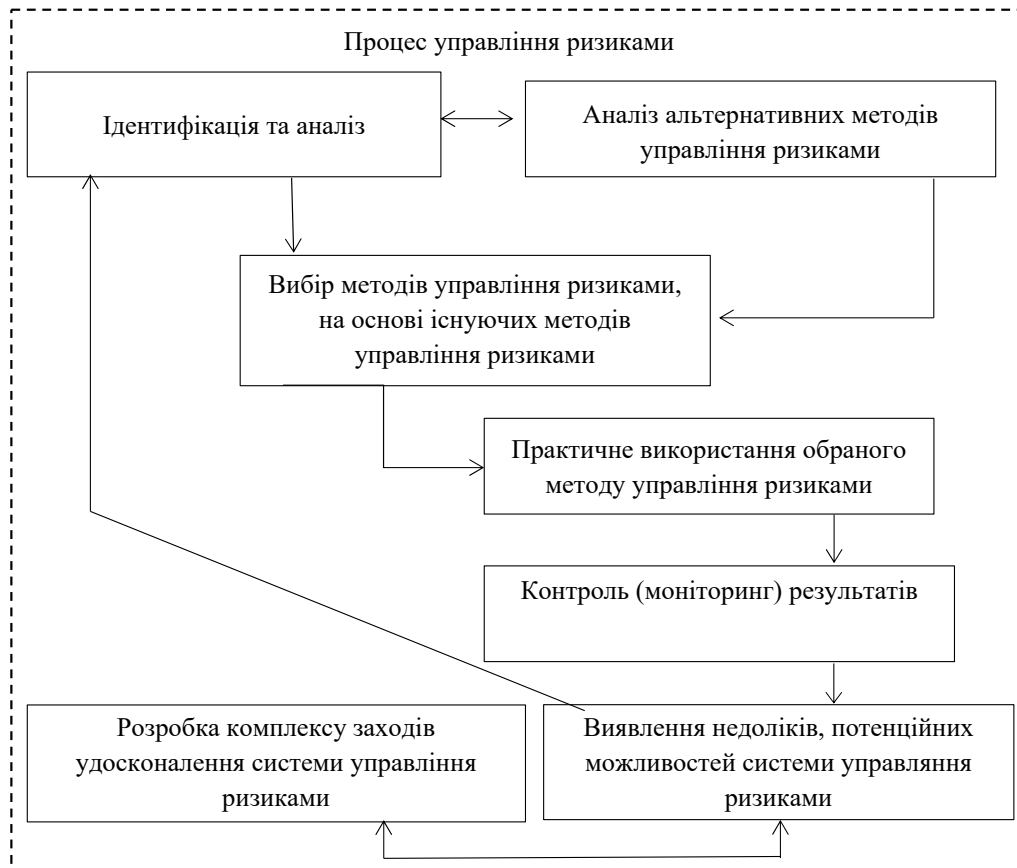 Процес управління ризиками
Ідентифікація та аналіз
Аналіз альтернативних методів
управління ризиками
Вибір методів управління ризиками,
на основі існуючих методів
управління ризиками
Практичне використання обраного
методу управління ризиками
Контроль (моніторинг) результатів
Розробка комплексу заходів
удосконалення системи управління
ризиками
Виявлення недоліків, потенційних
можливостей системи управляння
ризиками